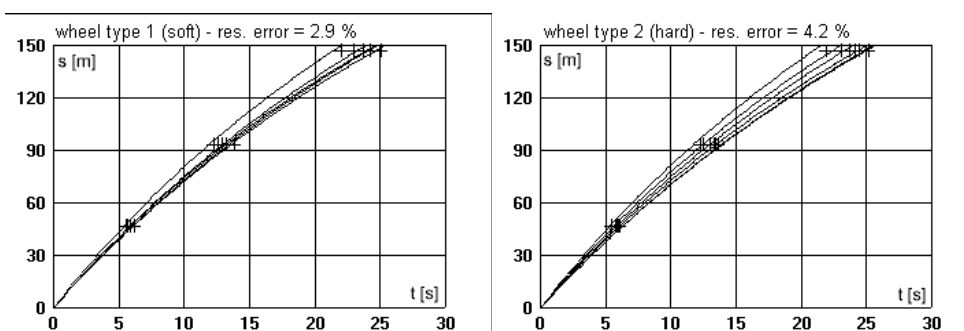 wheel type 1 (soft) - res. error = 2.9 %
150
s [m]
120
90
60
30
0
t [s]
0 5 10 15 20 25 30
wheel type 2 (hard) - res. error = 4.2 %
150
s [m]
120
90
60
30
0
t [s]
0 5 10 15 20 25 30